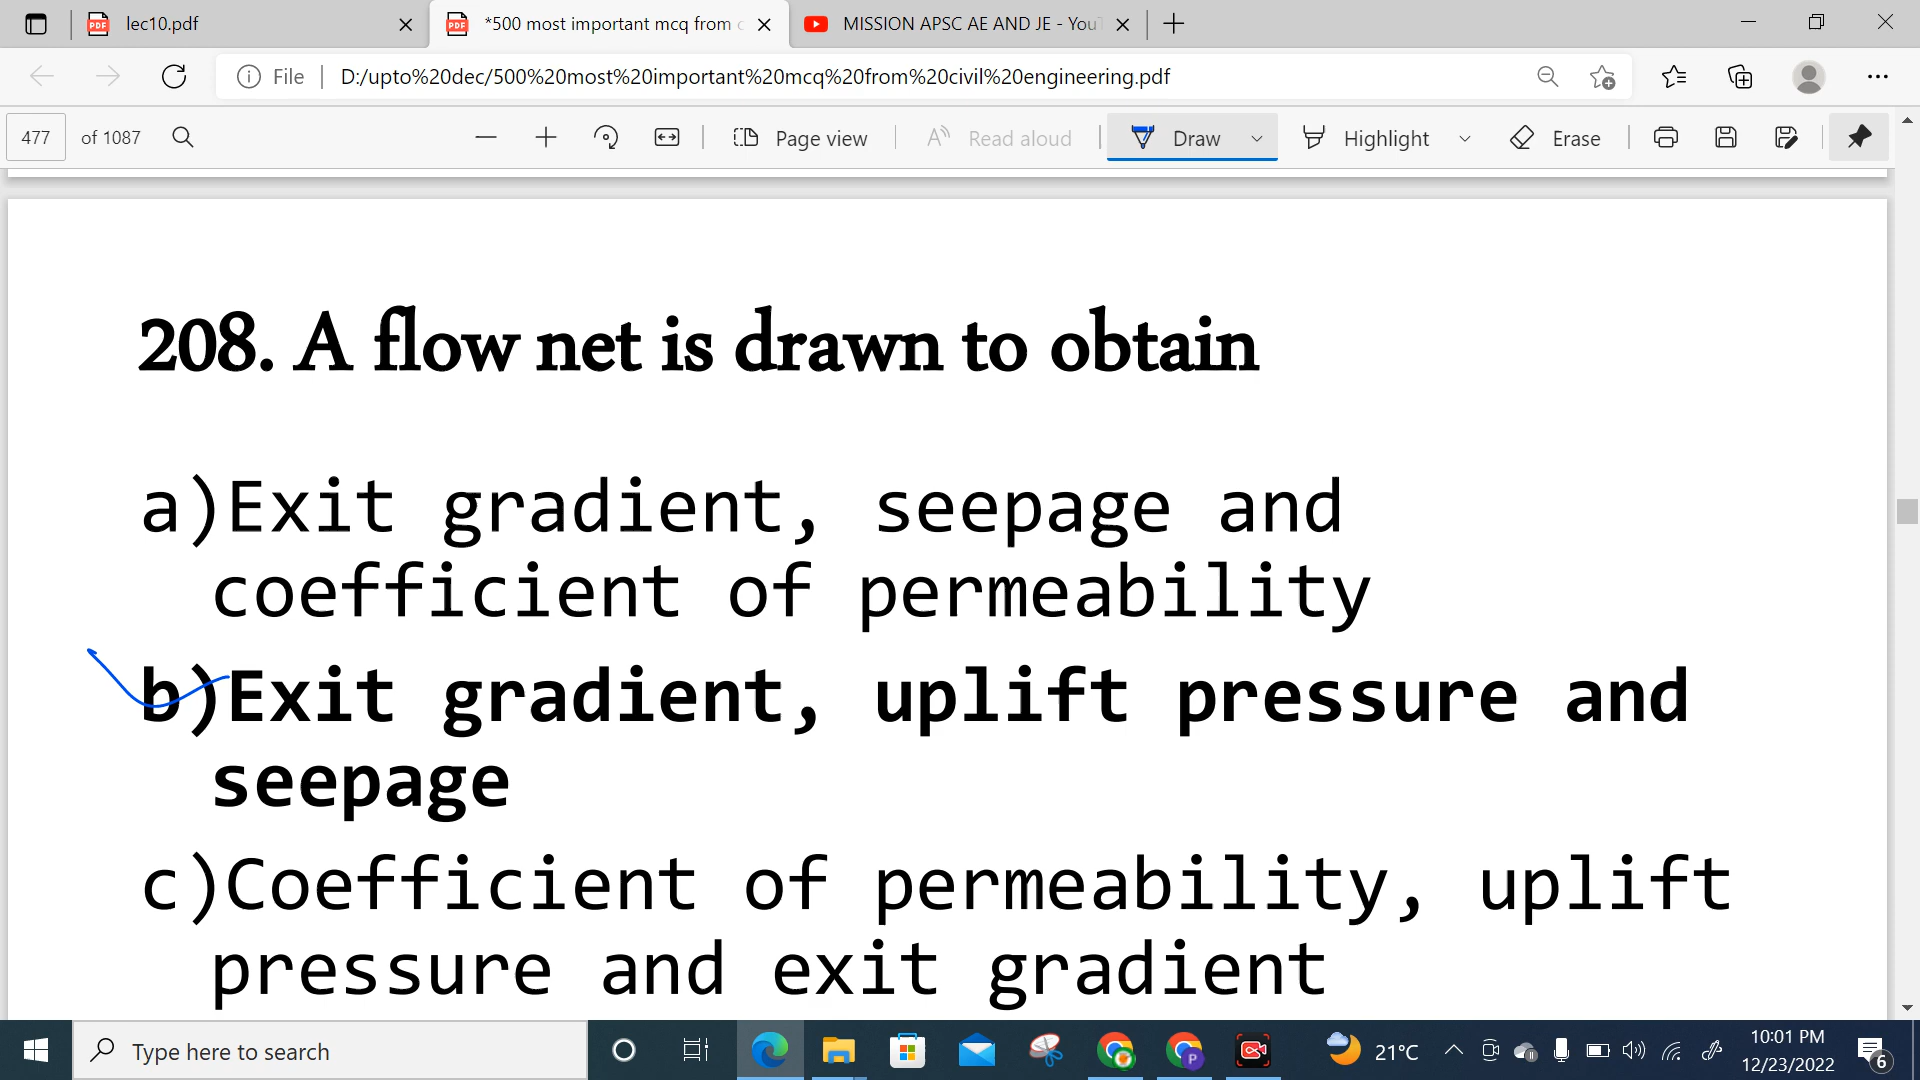 lec10.pdf
*500 most important mcq from c
MISSION APSC AE AND JE - YouT
File
D:/upto%20dec/500%20most%20important%20mcq%20from%20civil%20engineering.pdf
477 of 1087
Page view
Read aloud
Draw
Highlight
Erase
208. A flow net is drawn to obtain
a)Exit gradient, seepage and
coefficient of permeability
b)Exit gradient, uplift pressure and
seepage
c)Coefficient of permeability, uplift
pressure and exit gradient
Type here to search
21°C
10:01 PM
12/23/2022
6